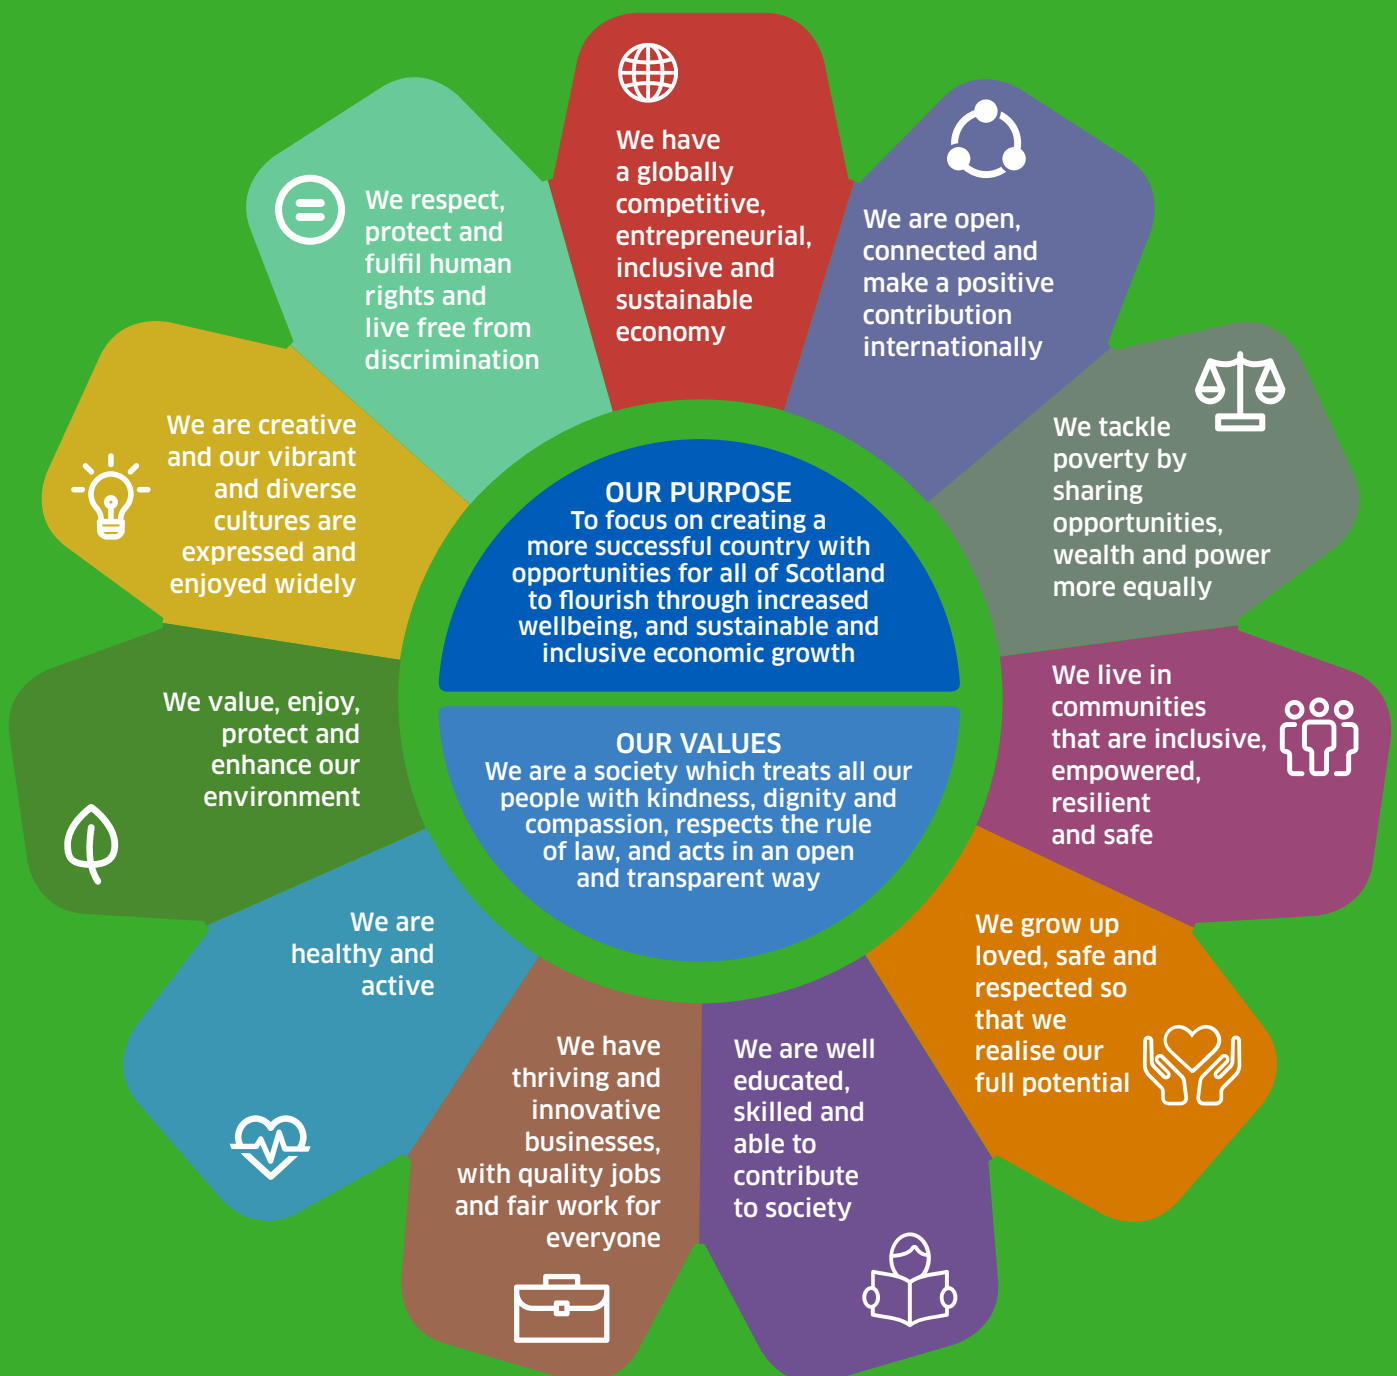 We have
a globally
competitive,
entrepreneurial,
inclusive and
sustainable
economy
We are open,
connected and
make a positive
contribution
internationally
We tackle
poverty by
sharing
opportunities,
wealth and power
more equally
We live in
communities
that are inclusive,
empowered,
resilient
and safe
We grow up
loved, safe and
respected so
that we
realise our
full potential
We are well
educated,
skilled and
able to
contribute
to society
We have
thriving and
innovative
businesses,
with quality jobs
and fair work for
everyone
We are
healthy and
active
We value, enjoy,
protect and
enhance our
environment
We are creative
and our vibrant
and diverse
cultures are
expressed and
enjoyed widely
We respect,
protect and
fulfil human
rights and
live free from
discrimination
OUR PURPOSE
To focus on creating a
more successful country with
opportunities for all of Scotland
to flourish through increased
wellbeing, and sustainable and
inclusive economic growth
OUR VALUES
We are a society which treats all our
people with kindness, dignity and
compassion, respects the rule
of law, and acts in an open
and transparent way